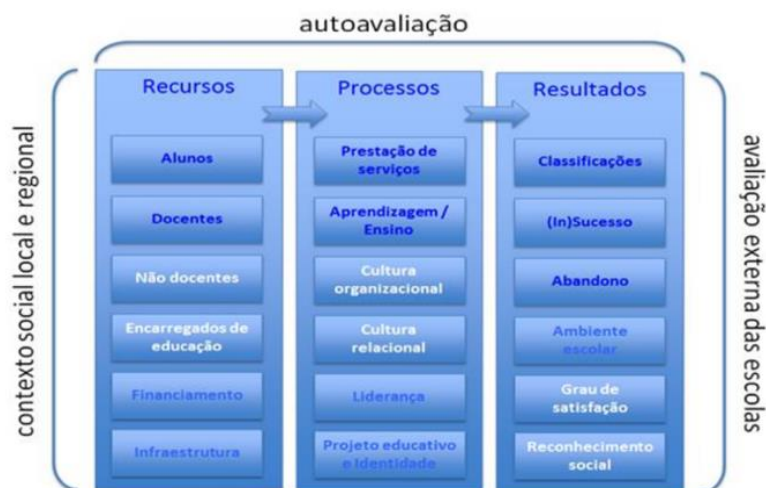 autoavaliação
contexto social local e regional
Recursos
Alunos
Docentes
Não docentes
Encarregados de
educação
Financiamento
Infraestrutura
Processos
Prestação de
serviços
Aprendizagem /
Ensino
Cultura
organizacional
Cultura
relacional
Liderança
Projeto educativo
e Identidade
Resultados
Classificações
(In)Sucesso
Abandono
Ambiente
escolar
Grau de
satisfação
Reconhecimento
social
avaliação externa das escolas